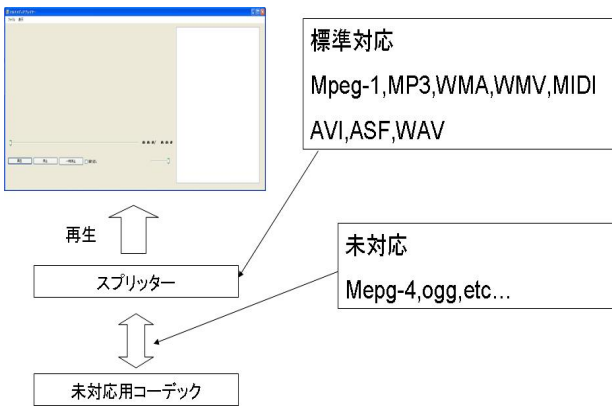 標準対応
Mpeg-1,MP3,WMA,WMV,MIDI
AVI,ASF,WAV
再生
スプリッター
未対応
Mepg-4,ogg,etc...
未対応用コーデック